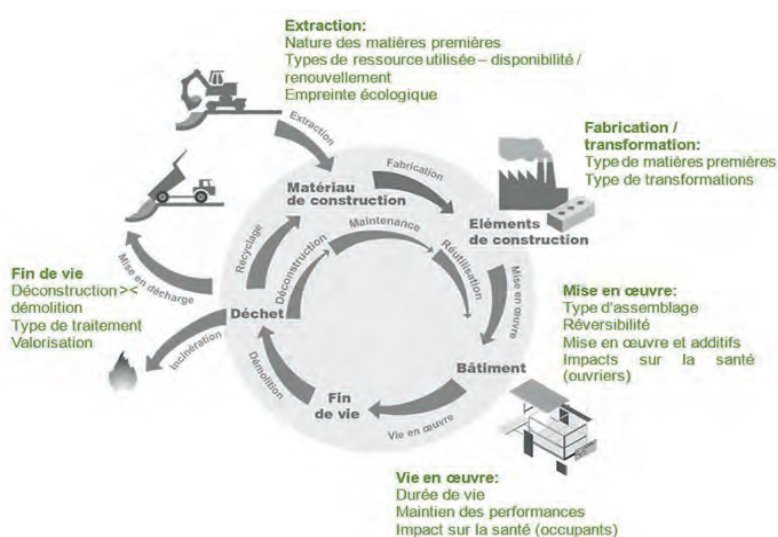 Extraction:
Nature des matières premières
Types de ressource utilisée – disponibilité /
renouvellement
Empreinte écologique
Extraction
Fabrication /
transformation:
Type de matières premières
Type de transformations
Fabrication
Matériau
de construction
Maintenance
Eléments
de construction
Recyclage
Déconstruction
Réutilisation
Mise en œuvre
Mise en décharge
Fin de vie
Déconstruction ><
démolition
Type de traitement
Valorisation
Déchet
Incinération
Démolition
Fin
de vie
Vie en œuvre
Bâtiment
Mise en œuvre:
Type d'assemblage
Réversibilité
Mise en œuvre et additifs
Impacts sur la santé
(ouvriers)
Vie en œuvre:
Durée de vie
Maintien des performances
Impact sur la santé (occupants)